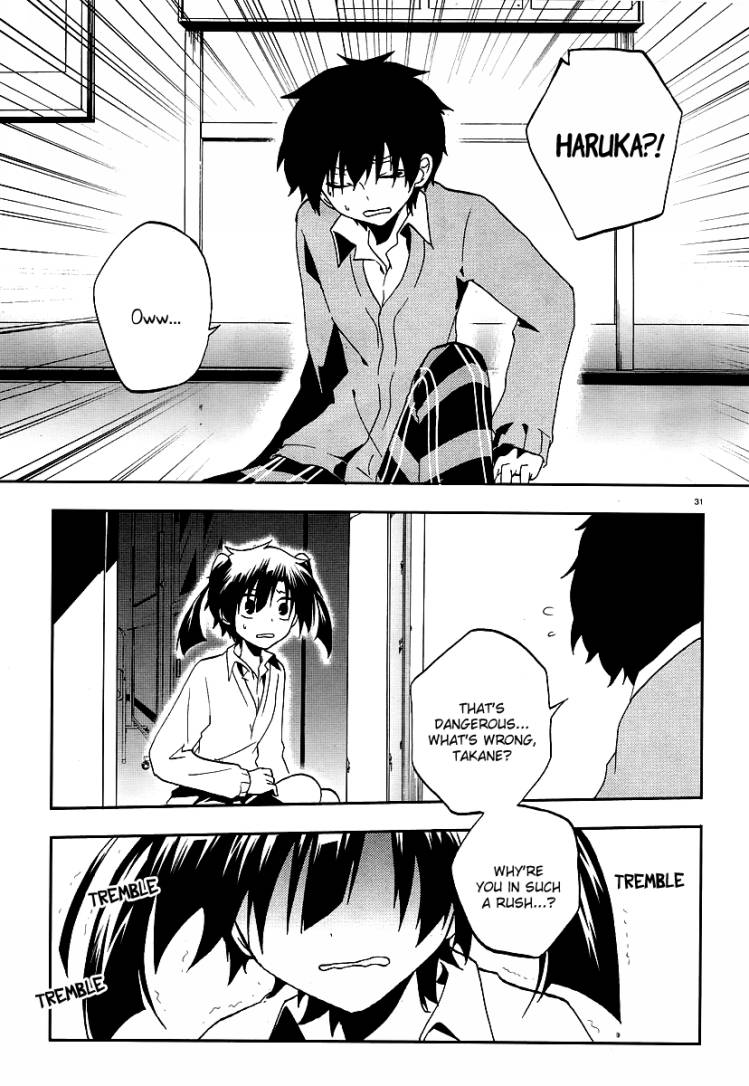 HARUKA?!
Oww...
31
THAT'S
DANGEROUS...
WHAT'S WRONG,
TAKANE?
WHY'RE
YOU IN SUCH
A RUSH...?
TREMBLE
TREMBLE
TREMBLE